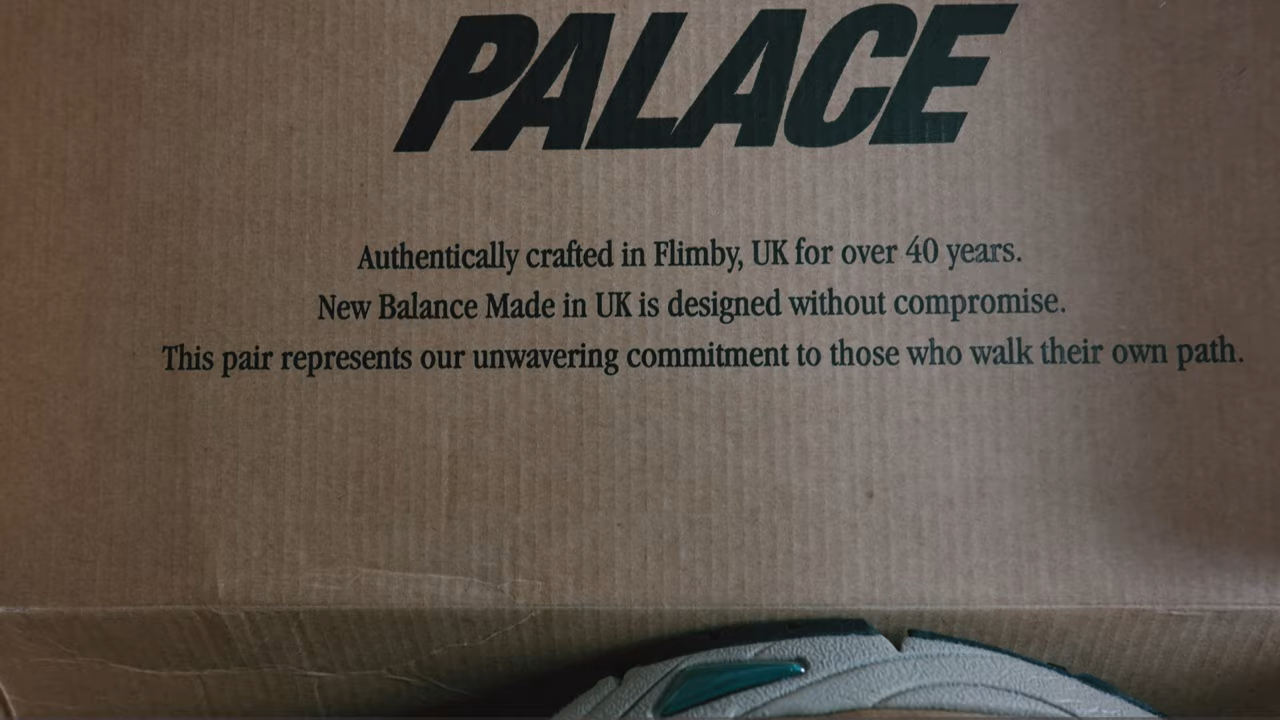 PALACE
Authentically crafted in Flimby, UK for over 40 years.
New Balance Made in UK is designed without compromise.
This pair represents our unwavering commitment to those who walk their own path.